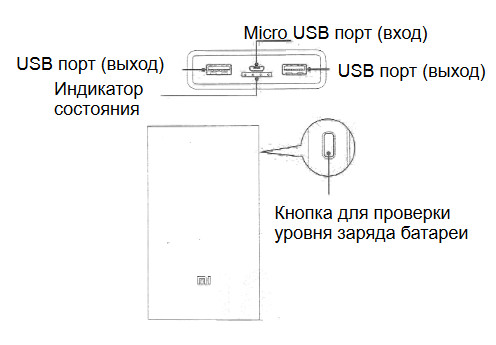 Micro USB порт (вход)
USB порт (выход)
USB порт (выход)
Индикатор
состояния
Кнопка для проверки
уровня заряда батареи
mi